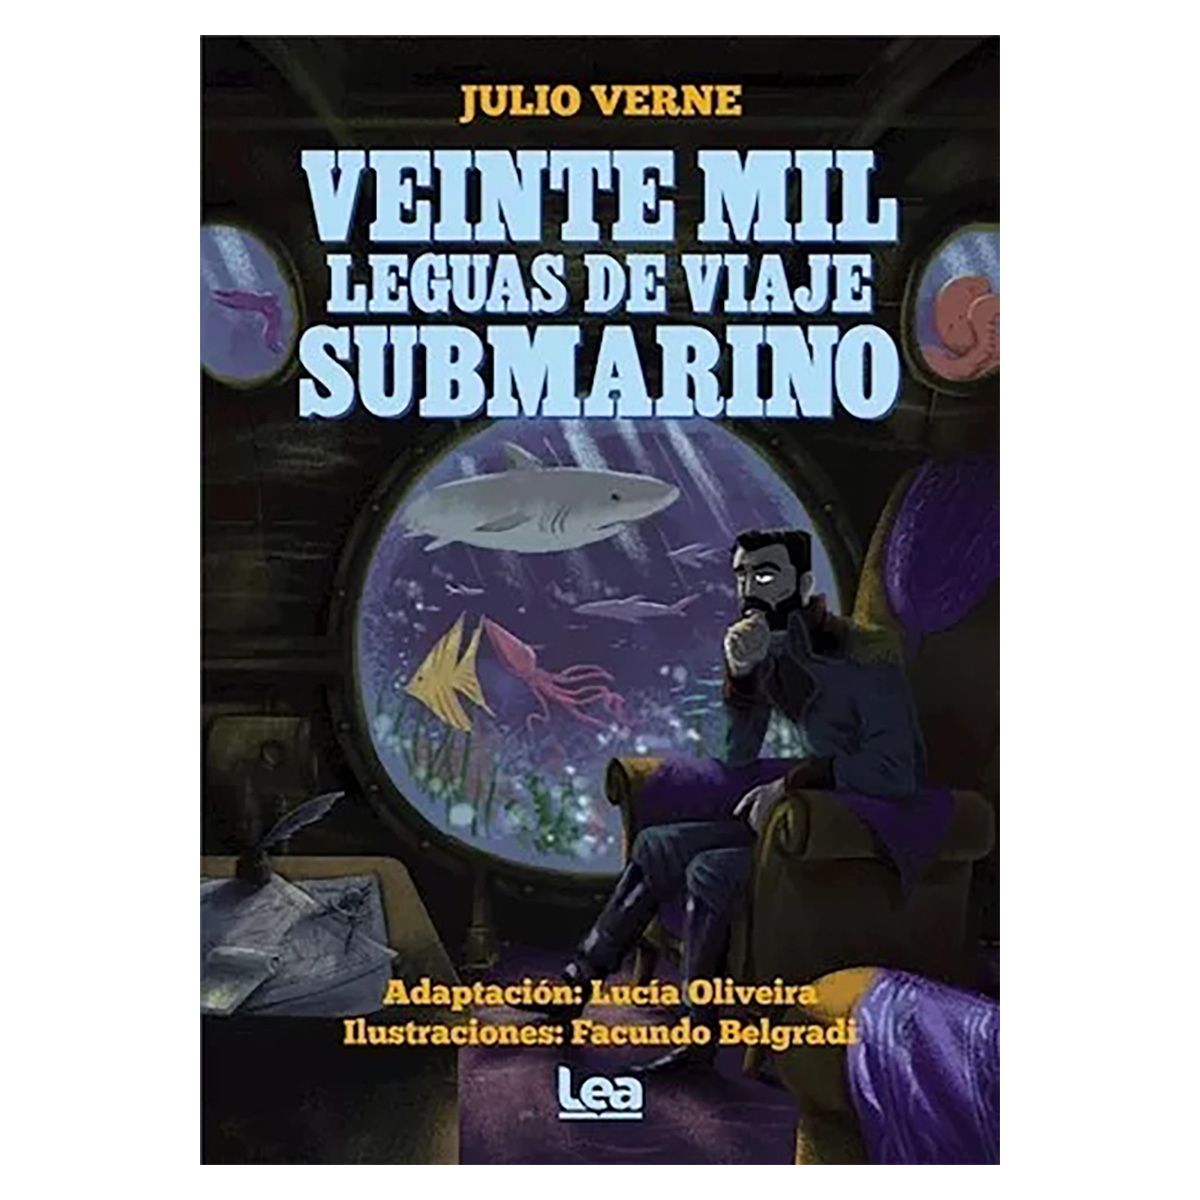 JULIO VERNE
VEINTE MIL
LEGUAS DE VIAJE
SUBMARINO
Adaptación: Lucía Oliveira
Ilustraciones: Facundo Belgradi
Lea